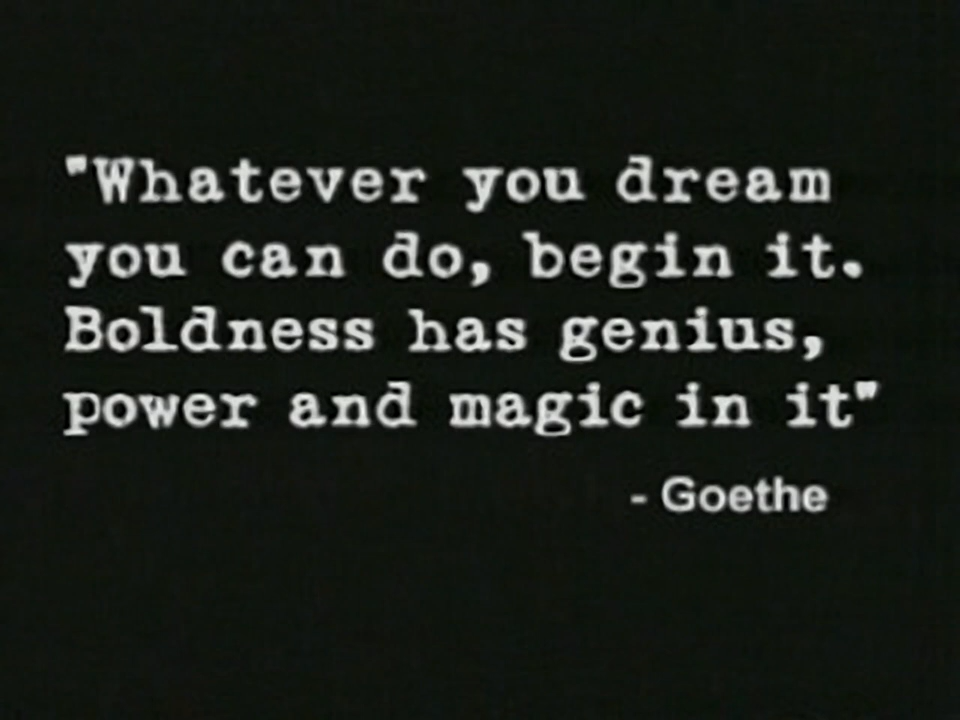 "Whatever you dream
you can do, begin it.
Boldness has genius,
power and magic in it"
- Goethe